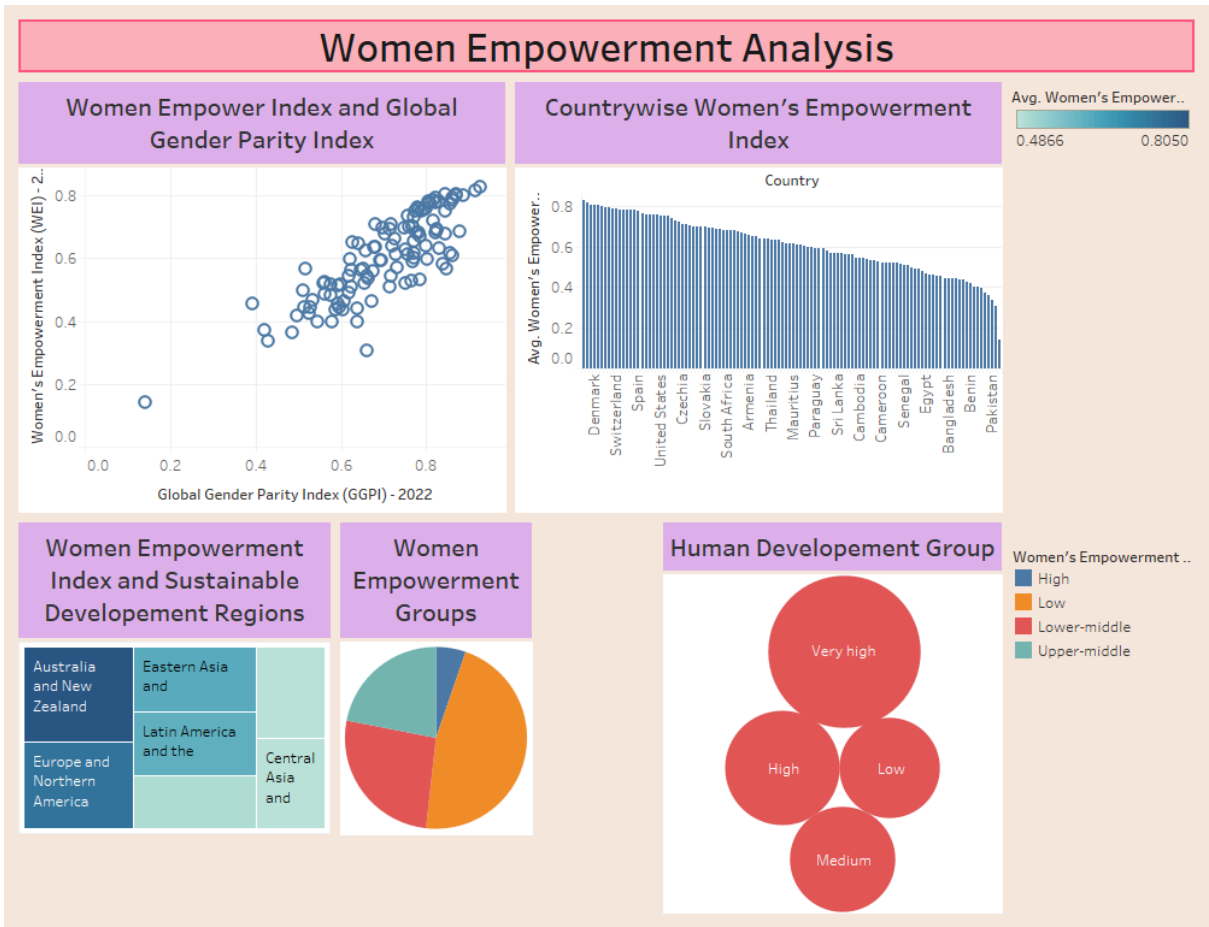 Women Empowerment Analysis
Women Empower Index and Global
Gender Parity Index
Women's Empowerment Index (WEI) - 2..
0.8
0.6
0.4
0.2
0.0
0.0
0.2
0.4
0.6
0.8
Global Gender Parity Index (GGPI) - 2022
Countrywise Women's Empowerment
Index
Country
Avg. Women's Empower..
0.8
0.6
0.4
0.2
0.0
Denmark
Switzerland
Spain
United States
Czechia
Slovakia
South Africa
Armenia
Thailand
Mauritius
Paraguay
Sri Lanka
Cambodia
Cameroon
Senegal
Egypt
Bangladesh
Benin
Pakistan
Avg. Women's Empower..
0.4866
0.8050
Women Empowerment
Index and Sustainable
Developement Regions
Australia
and New
Zealand
Europe and
Northern
America
Eastern Asia
and
Latin America
and the
Central
Asia
and
Women
Empowerment
Groups
Human Developement Group
Very high
High
Low
Medium
Women's Empowerment ..
High
Low
Lower-middle
Upper-middle